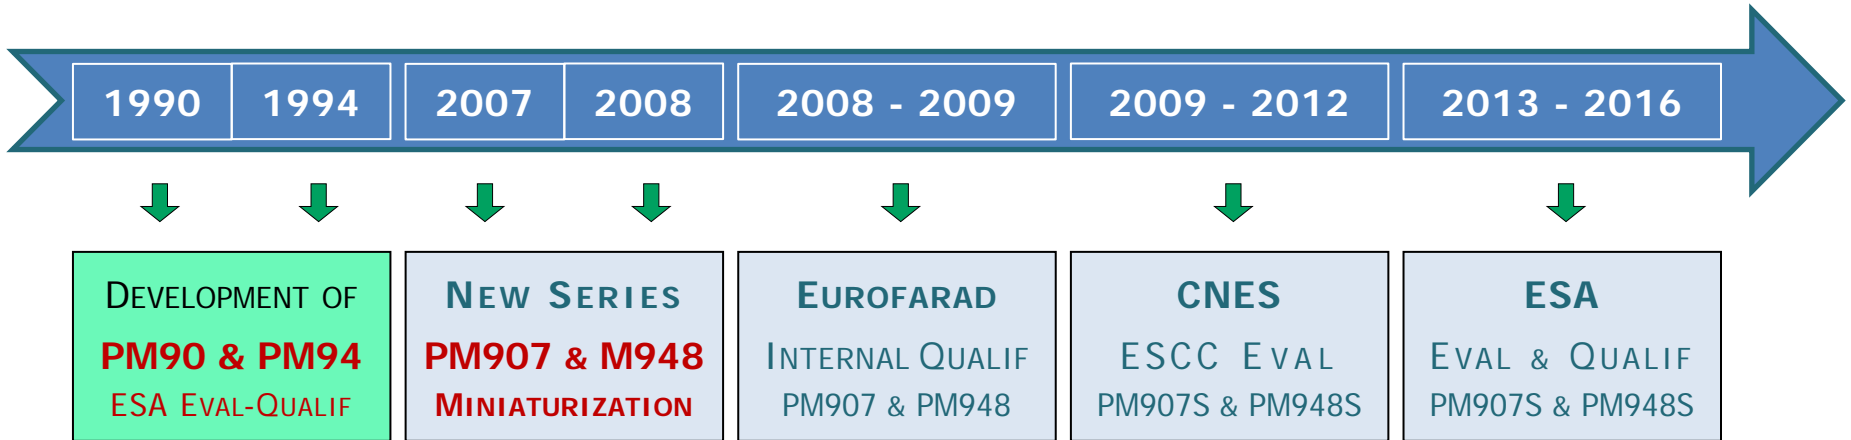 1990 1994 2007 2008 2008 - 2009 2009 - 2012 2013 - 2016
DEVELOPMENT OF
PM90 & PM94
ESA EVAL-QUALIF
NEW SERIES
PM907 & M948
MINIATURIZATION
EUROFARAD
INTERNAL QUALIF
PM907 & PM948
CNES
ESCC EVAL
PM907S & PM948S
ESA
EVAL & QUALIF
PM907S & PM948S